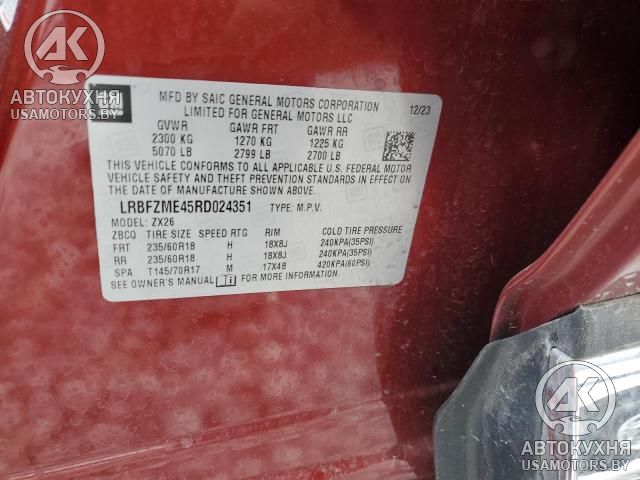 AK
АВТОКУХНЯ
USAMOTORS.BY
GM
MFD BY SAIC GENERAL MOTORS CORPORATION
LIMITED FOR GENERAL MOTORS LLC
12/23
GVWR GAWR FRT GAWR RR
2300 KG 1270 KG 1225 KG
5070 LB 2799 LB 2700 LB
THIS VEHICLE CONFORMS TO ALL APPLICABLE U.S. FEDERAL MOTOR
VEHICLE SAFETY AND THEFT PREVENTION STANDARDS IN EFFECT ON
THE DATE OF MANUFACTURE SHOWN ABOVE.
LRBFZME45RD024351 TYPE: M.P.V.
MODEL: ZX26
ZBCQ TIRE SIZE SPEED RTG RIM COLD TIRE PRESSURE
FRT 235/60R18 H 18X8J 240KPA(35PSI)
RR 235/60R18 H 18X8J 240KPA(35PSI)
SPA T145/70R17 M 17X4B 420KPA(60PSI)
SEE OWNER'S MANUAL FOR MORE INFORMATION.
AK
АВТОКУХНЯ
USAMOTORS.BY